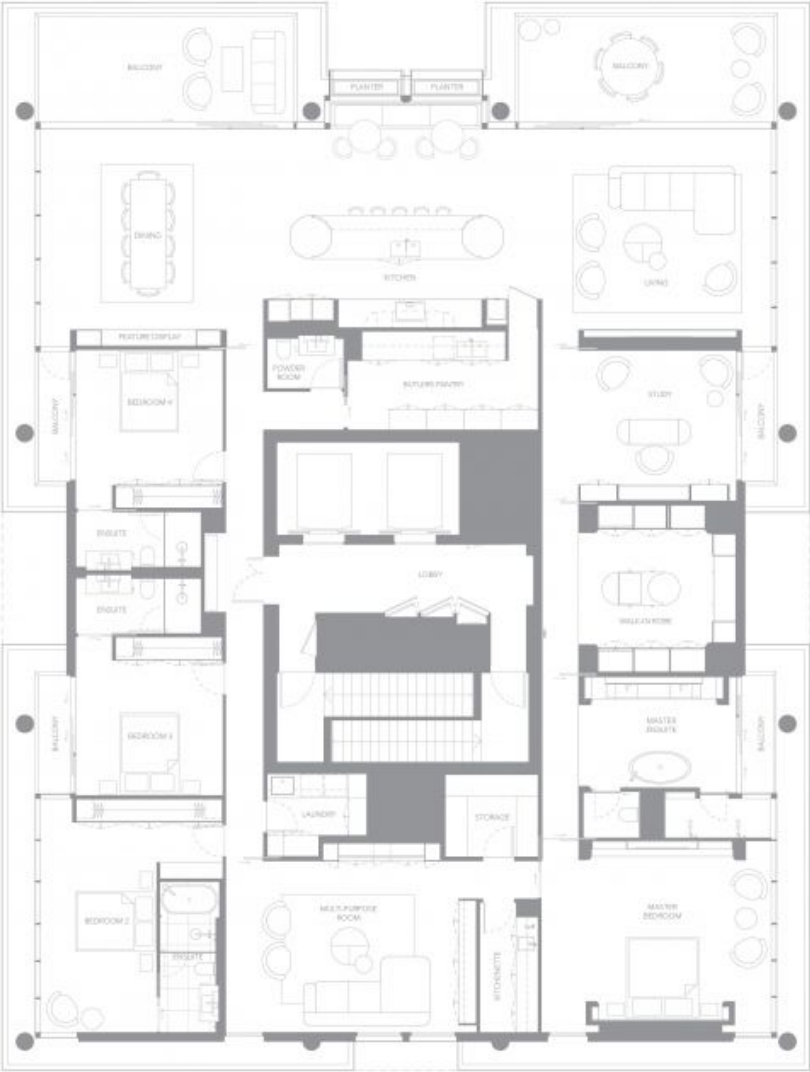 BALCONY
BALCONY
PLANTER
PLANTER
DINING
KITCHEN
LIVING
FEATURE DISPLAY
POWDER
ROOM
BUTLERS PANTRY
STUDY
BEDROOM 4
BALCONY
BALCONY
ENSUITE
LOBBY
ENSUITE
WALK-IN ROBE
BEDROOM 3
BALCONY
MASTER
ENSUITE
BALCONY
LAUNDRY
STORAGE
MULTI-PURPOSE
ROOM
MASTER
BEDROOM
BEDROOM 2
ENSUITE
KITCHENETTE